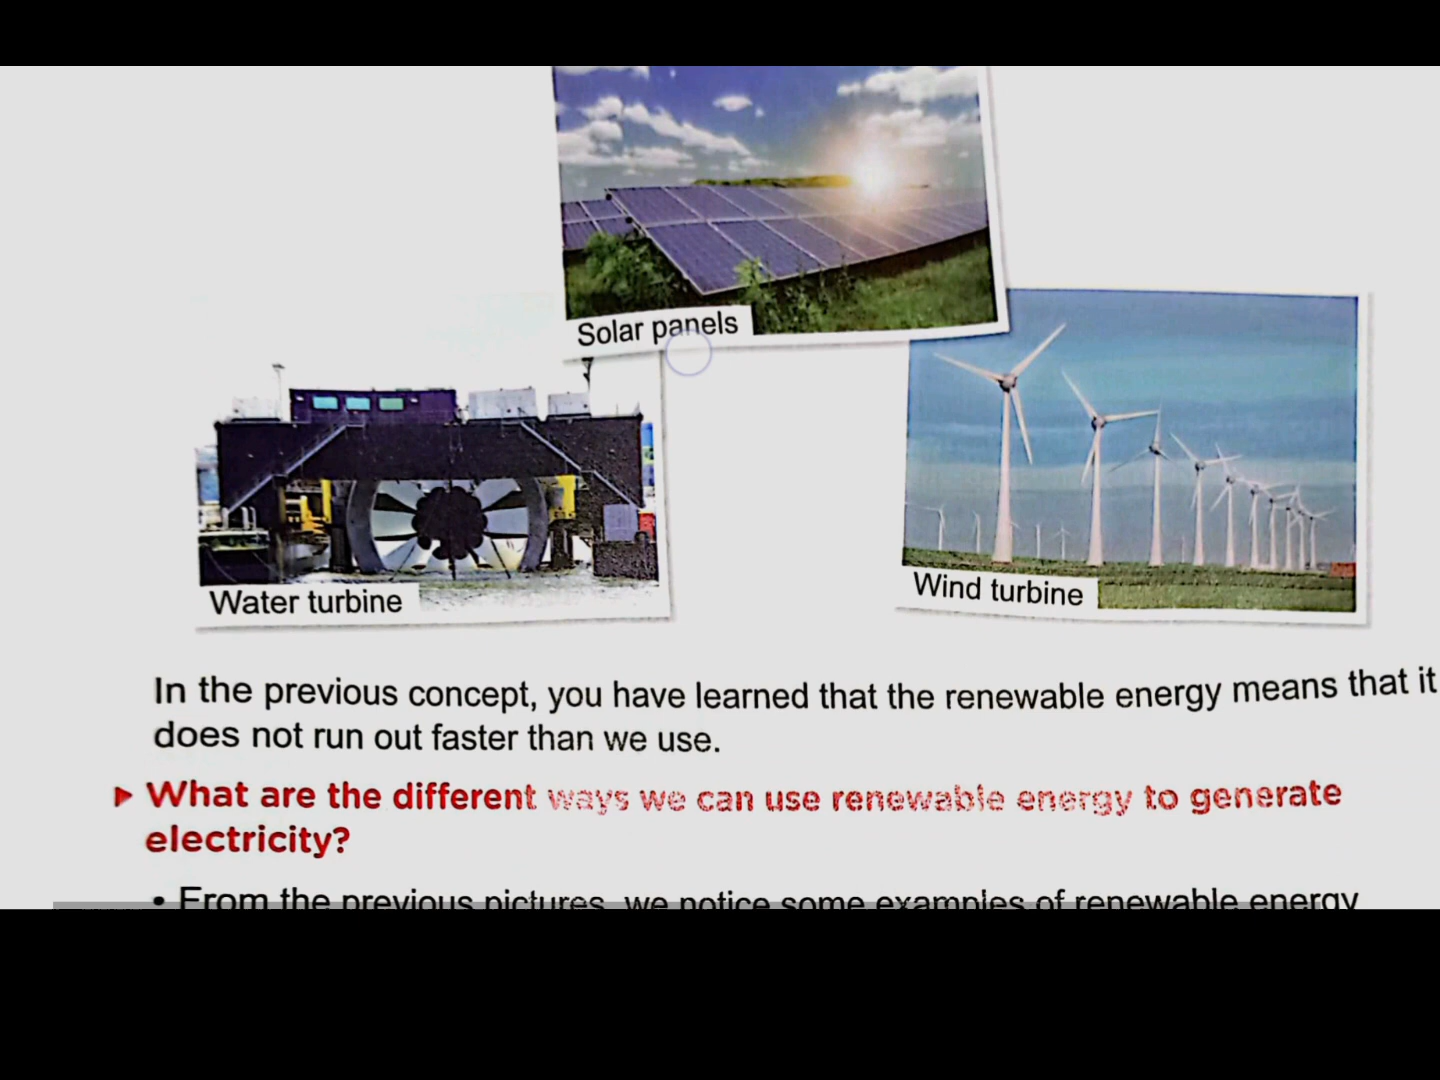 Solar panels
Water turbine
Wind turbine
In the previous concept, you have learned that the renewable energy means that it
does not run out faster than we use.
What are the different ways we can use renewable energy to generate
electricity?
• From the previous pictures, we notice some examples of renewable energy